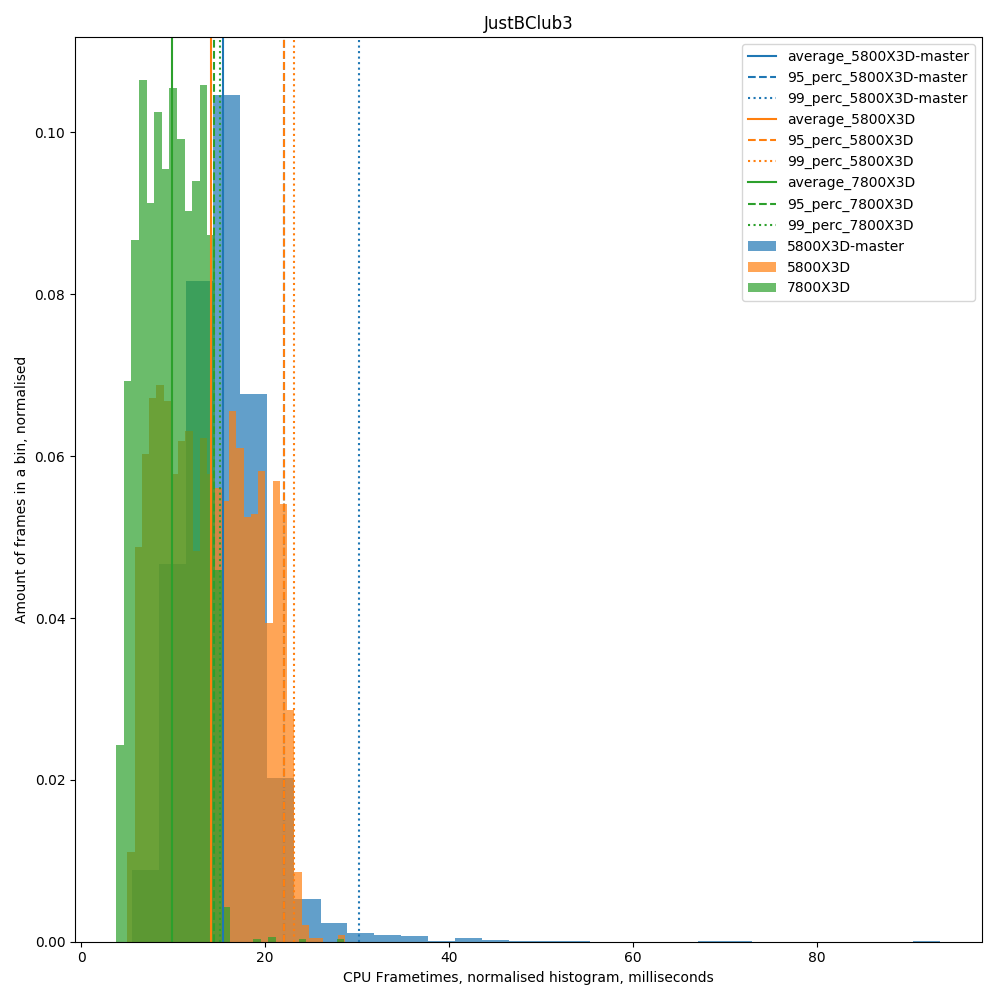 JustBClub3
average_5800X3D-master
95_perc_5800X3D-master
99_perc_5800X3D-master
average_5800X3D
95_perc_5800X3D
99_perc_5800X3D
average_7800X3D
95_perc_7800X3D
99_perc_7800X3D
5800X3D-master
5800X3D
7800X3D
Amount of frames in a bin, normalised
0.10
0.08
0.06
0.04
0.02
0.00
0 20 40 60 80
CPU Frametimes, normalised histogram, milliseconds